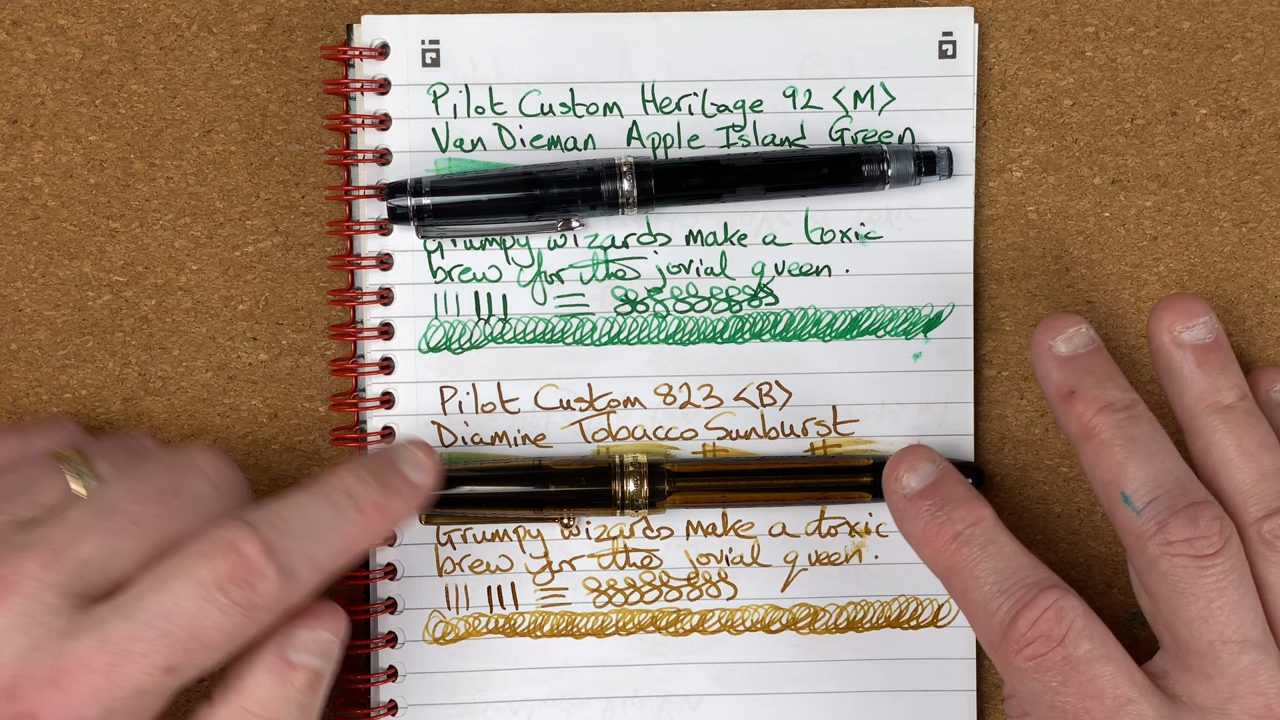 Pilot Custom Heritage 92 <M>
Van Dieman Apple Island Green
Grumpy wizards make a toxic
brew for the jovial queen.
Pilot Custom 823 <B>
Diamine Tobacco Sunburst
Grumpy wizards make a toxic
brew for the jovial queen.